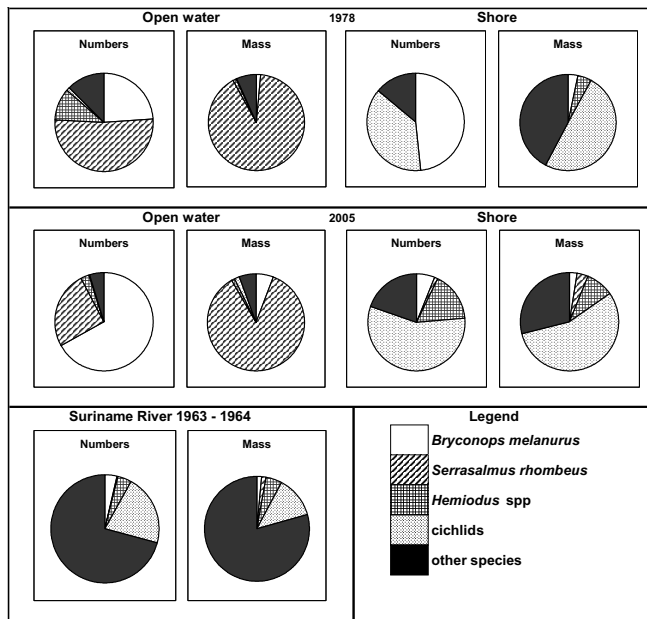 Open water 1978 Shore
Numbers Mass Numbers Mass
Open water 2005 Shore
Numbers Mass Numbers Mass
Suriname River 1963 - 1964
Numbers Mass
Legend
Bryconops melanurus
Serrasalmus rhombeus
Hemiodus spp
cichlids
other species